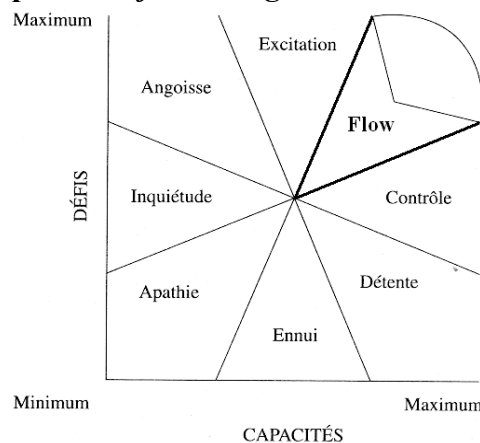 Maximum
Excitation
Angoisse
Flow
DÉFIS
Inquiétude
Contrôle
Apathie
Détente
Ennui
Minimum
Maximum
CAPACITÉS